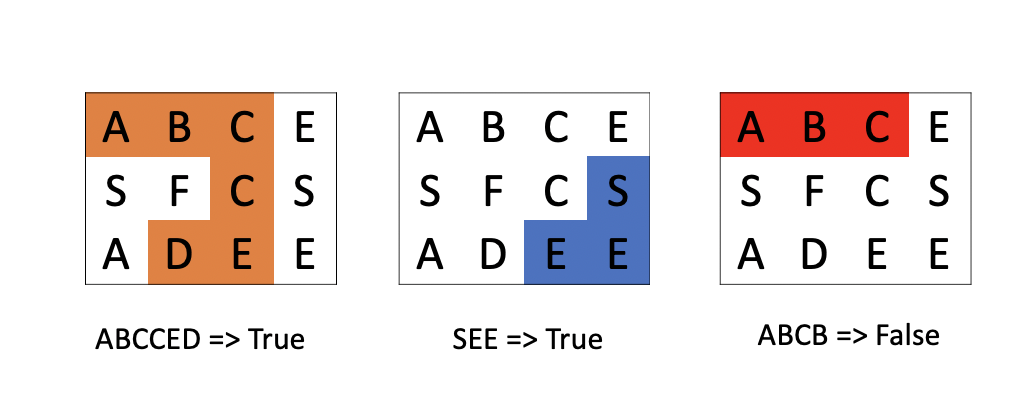 A B C E
S F C S
A D E E
ABCCED => True
A B C E
S F C S
A D E E
SEE => True
A B C E
S F C S
A D E E
ABCB => False